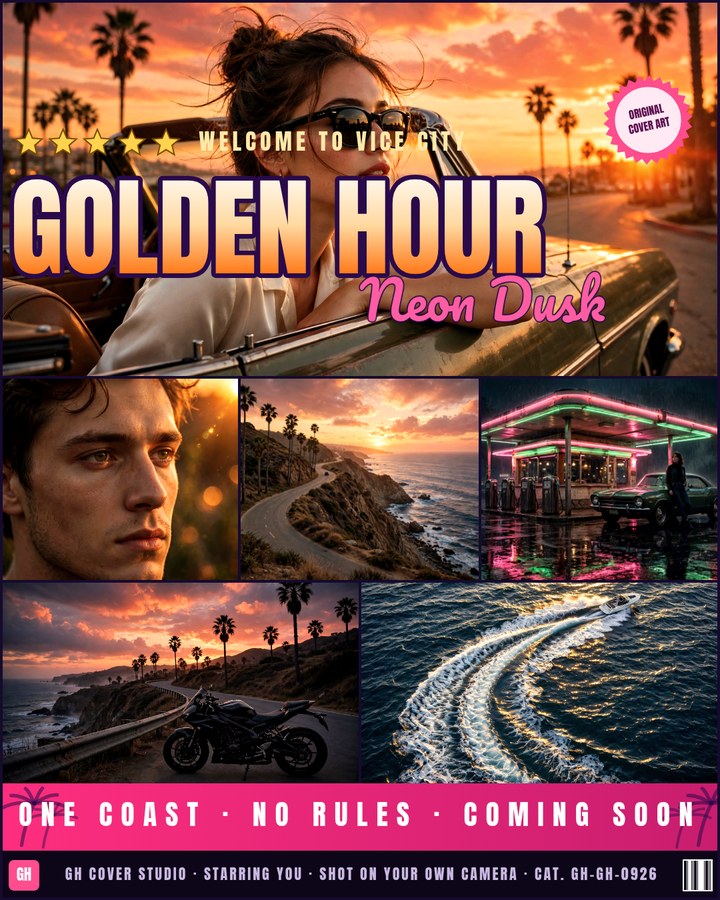 ORIGINAL
COVER ART
★★★★★ WELCOME TO VICE CITY
GOLDEN HOUR
Neon Dusk
ONE COAST · NO RULES · COMING SOON
GH
GH COVER STUDIO · STARRING YOU · SHOT ON YOUR OWN CAMERA · CAT. GH-GH-0926